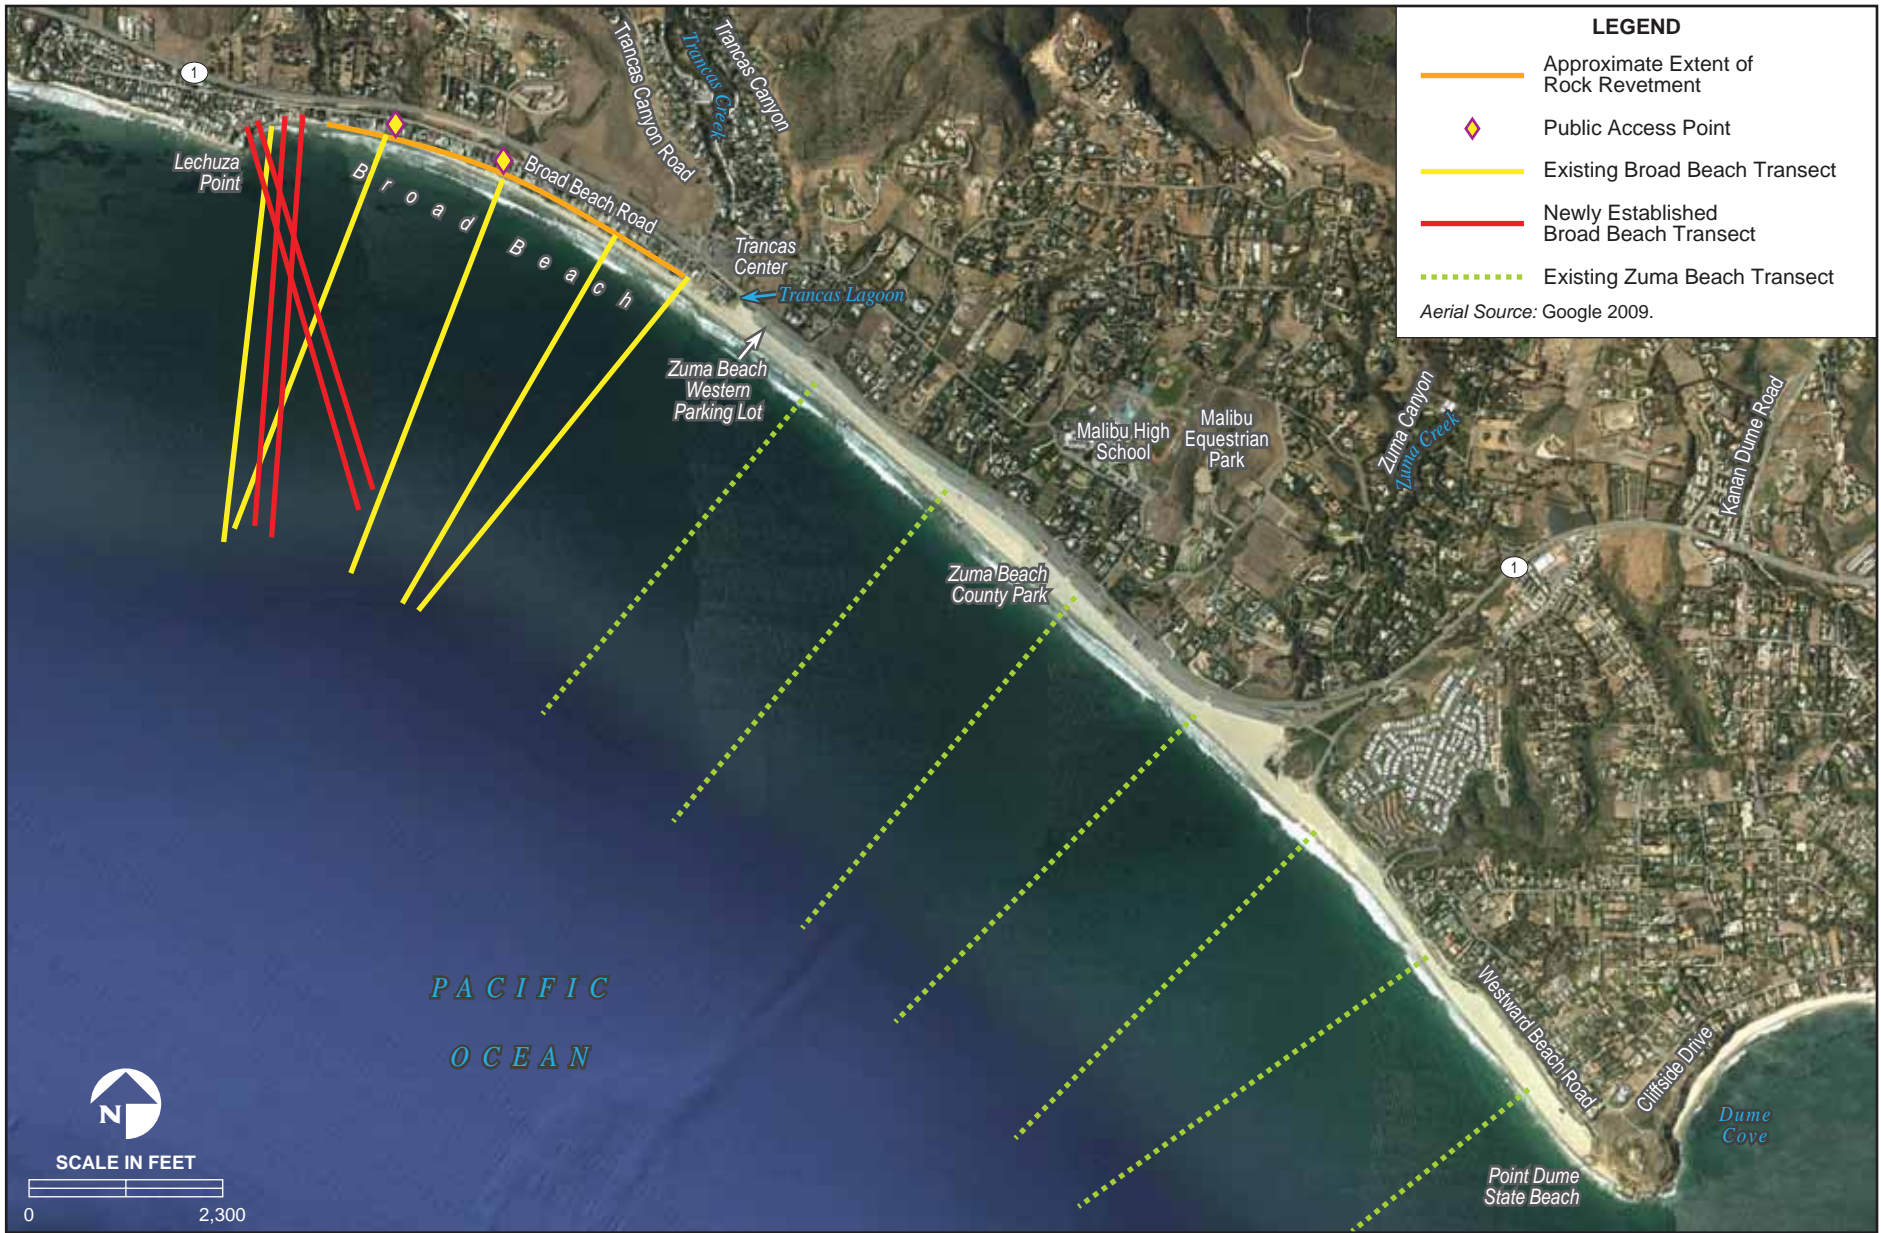 LEGEND
Approximate Extent of
Rock Revetment
Public Access Point
Existing Broad Beach Transect
Newly Established
Broad Beach Transect
Existing Zuma Beach Transect
Aerial Source: Google 2009.
1
Trancas Canyon Road
Trancas Creek
Trancas Canyon
Lechuza
Point
Broad Beach Road
Broad Beach
Trancas
Center
Trancas Lagoon
Zuma Beach
Western
Parking Lot
Malibu High
School
Malibu
Equestrian
Park
Zuma Canyon
Zuma Creek
Kanan Dume Road
1
Zuma Beach
County Park
PACIFIC
OCEAN
Westward Beach Road
Cliffside Drive
Dume
Cove
Point Dume
State Beach
N
SCALE IN FEET
0 2,300